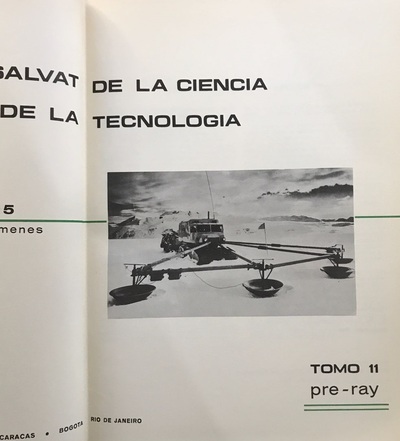 SALVAT DE LA CIENCIA
DE LA TECNOLOGIA
5
menes
TOMO 11
pre-ray
CARACAS • BOGOTA RIO DE JANEIRO